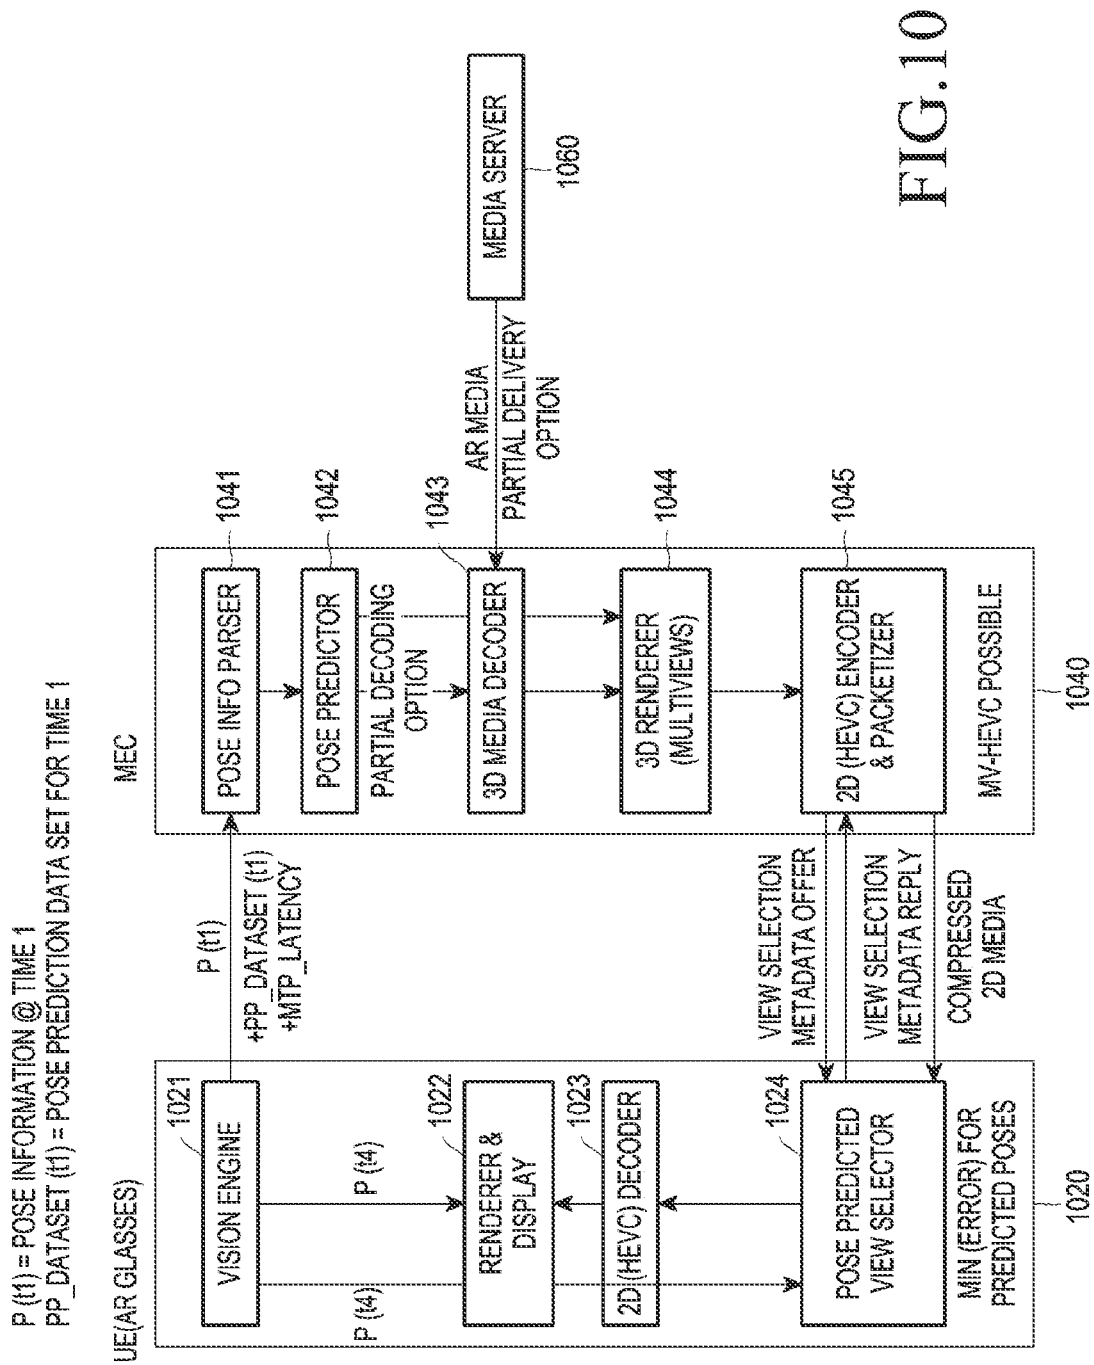 P (t1) = POSE INFORMATION @ TIME 1
PP_DATASET (t1) = POSE PREDICTION DATA SET FOR TIME 1
UE(AR GLASSES)
VISION ENGINE
1021
P (t4)
P (t4)
RENDERER &
DISPLAY
1022
2D (HEVC) DECODER
1023
POSE PREDICTED
VIEW SELECTOR
1024
MIN (ERROR) FOR
PREDICTED POSES
1020
P (t1)
+PP_DATASET (t1)
+MTP_LATENCY
VIEW SELECTION
METADATA OFFER
VIEW SELECTION
METADATA REPLY
COMPRESSED
2D MEDIA
MEC
POSE INFO PARSER
1041
POSE PREDICTOR
1042
PARTIAL DECODING
OPTION
3D MEDIA DECODER
1043
3D RENDERER
(MULTIVIEWS)
1044
2D (HEVC) ENCODER
& PACKETIZER
1045
MV-HEVC POSSIBLE
1040
AR MEDIA
PARTIAL DELIVERY
OPTION
MEDIA SERVER
1060
FIG.10